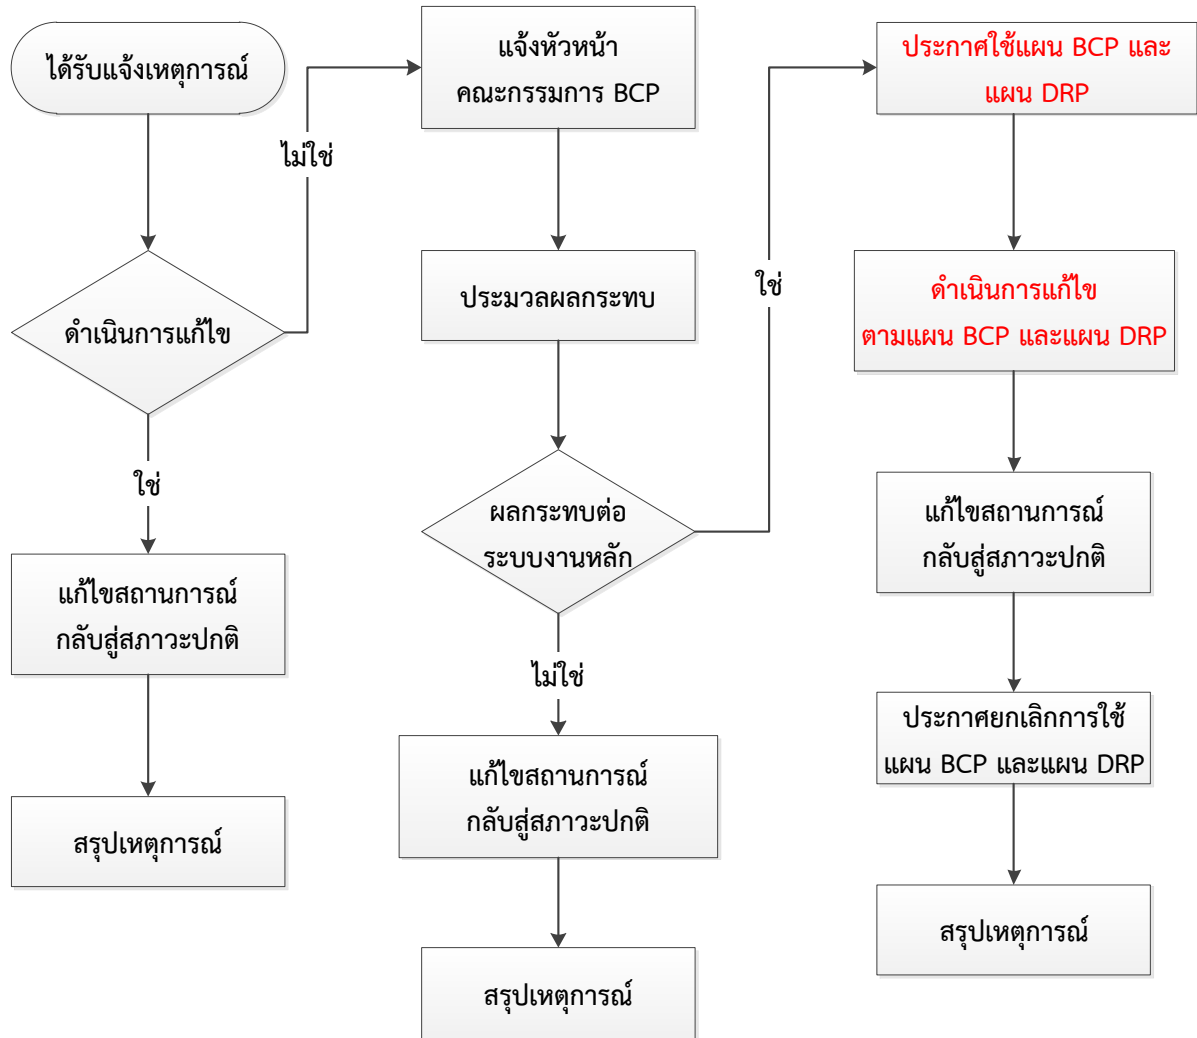 ได้รับแจ้งเหตุการณ์
ดำเนินการแก้ไข
ใช่
แก้ไขสถานการณ์
กลับสู่สภาวะปกติ
สรุปเหตุการณ์
ไม่ใช่
แจ้งหัวหน้า
คณะกรรมการ BCP
ประมวลผลกระทบ
ผลกระทบต่อ
ระบบงานหลัก
ไม่ใช่
แก้ไขสถานการณ์
กลับสู่สภาวะปกติ
สรุปเหตุการณ์
ใช่
ประกาศใช้แผน BCP และ
แผน DRP
ดำเนินการแก้ไข
ตามแผน BCP และแผน DRP
แก้ไขสถานการณ์
กลับสู่สภาวะปกติ
ประกาศยกเลิกการใช้
แผน BCP และแผน DRP
สรุปเหตุการณ์